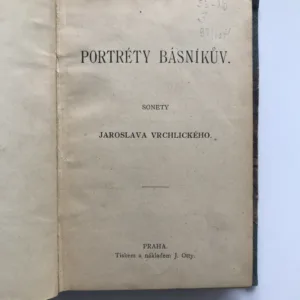 PORTRÉTY BÁSNÍKŮV.
SONETY
JAROSLAVA VRCHLICKÉHO.
PRAHA.
Tiskem a nákladem J. Otty.